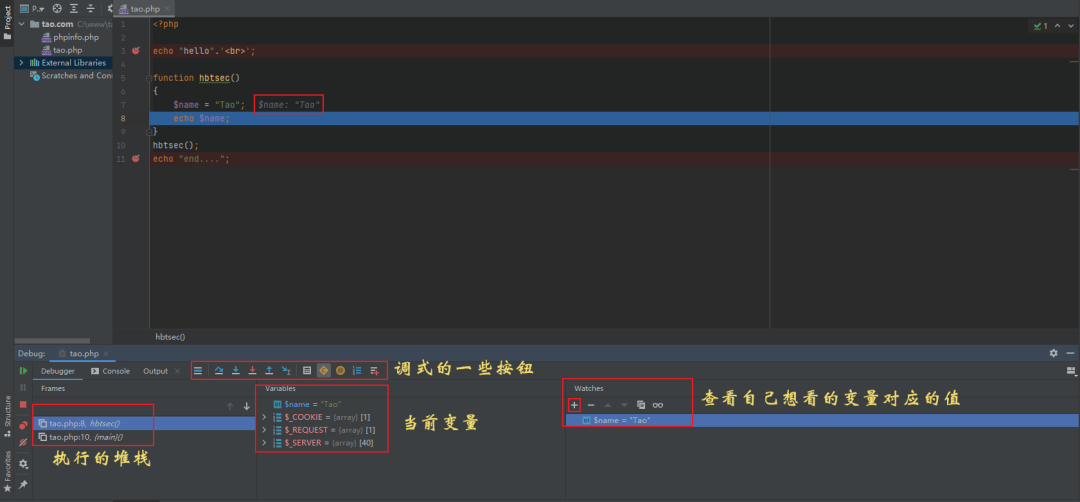 Project
P..
tao.php
tao.com C:\www\ta
phpinfo.php
tao.php
External Libraries
Scratches and Con
1
1 <?php
2
3 echo "hello".'<br>';
4
5 function hbtsec()
6 {
7 $name = "Tao"; $name: "Tao"
8 echo $name;
9 }
10 hbtsec();
11 echo "end....";
hbtsec()
Debug: tao.php
Debugger Console Output
调式的一些按钮
Frames
Variables
Watches
tao.php:8, hbtsec()
tao.php:10, {main}()
执行的堆栈
$name = "Tao"
$_COOKIE = {array} [1]
$_REQUEST = {array} [1]
$_SERVER = {array} [40]
当前变量
$name = "Tao"
查看自己想看的变量对应的值
Structure
Favorites